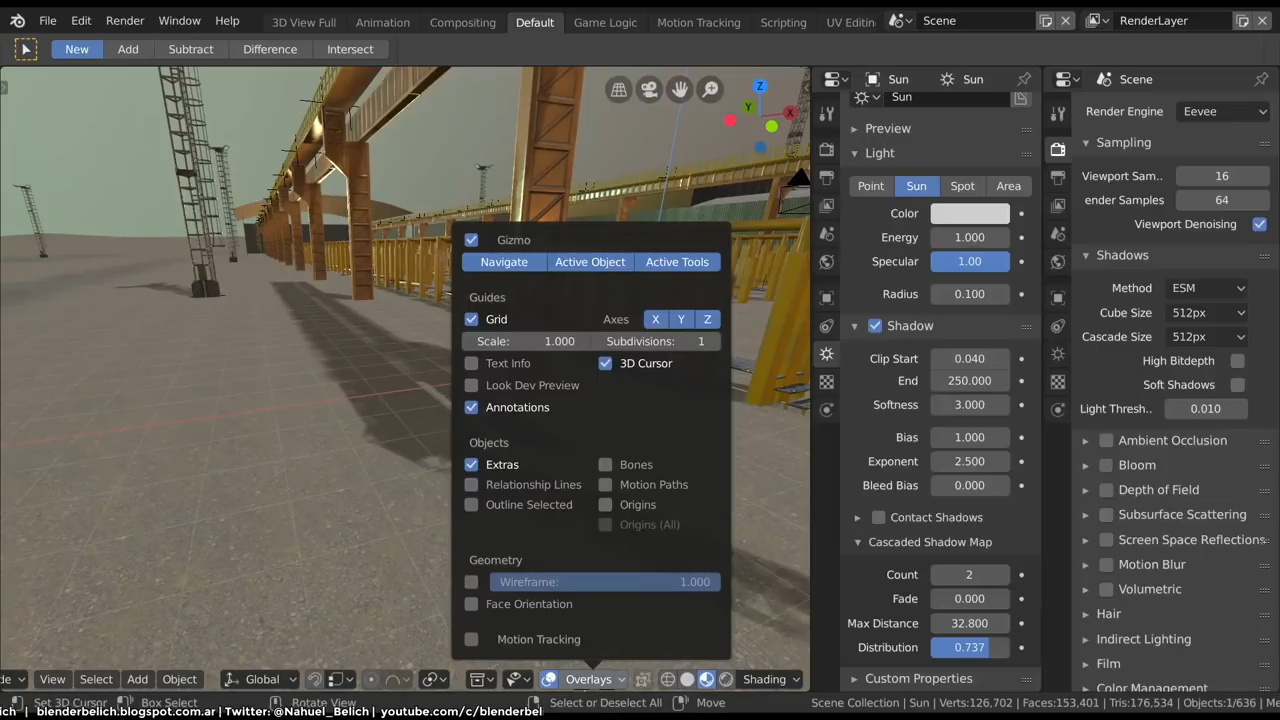 File Edit Render Window Help 3D View Full Animation Compositing Default Game Logic Motion Tracking Scripting UV Editin Scene RenderLayer
New Add Subtract Difference Intersect
Z
Y
X
Gizmo
Navigate Active Object Active Tools
Guides
Grid Axes X Y Z
Scale: 1.000 Subdivisions: 1
Text Info 3D Cursor
Look Dev Preview
Annotations
Objects
Extras Bones
Relationship Lines Motion Paths
Outline Selected Origins
Origins (All)
Geometry
Wireframe: 1.000
Face Orientation
Motion Tracking
Sun Sun
Sun
Preview
Light
Point Sun Spot Area
Color
Energy 1.000
Specular 1.00
Radius 0.100
Shadow
Clip Start 0.040
End 250.000
Softness 3.000
Bias 1.000
Exponent 2.500
Bleed Bias 0.000
Contact Shadows
Cascaded Shadow Map
Count 2
Fade 0.000
Max Distance 32.800
Distribution 0.737
Custom Properties
Scene
Render Engine Eevee
Sampling
Viewport Sam.. 16
ender Samples 64
Viewport Denoising
Shadows
Method ESM
Cube Size 512px
Cascade Size 512px
High Bitdepth
Soft Shadows
Light Thresh.. 0.010
Ambient Occlusion
Bloom
Depth of Field
Subsurface Scattering
Screen Space Reflections
Motion Blur
Volumetric
Hair
Indirect Lighting
Film
Color Management
de View Select Add Object Global Overlays Shading
Set 3D Cursor Box Select Rotate View Select or Deselect All Move Scene Collection | Sun | Verts:126,702 | Faces:153,401 | Tris:176,534 | Objects:1/636 | M
lich | blenderbelich.blogspot.com.ar | Twitter: @Nahuel_Belich | youtube.com/c/blenderbel